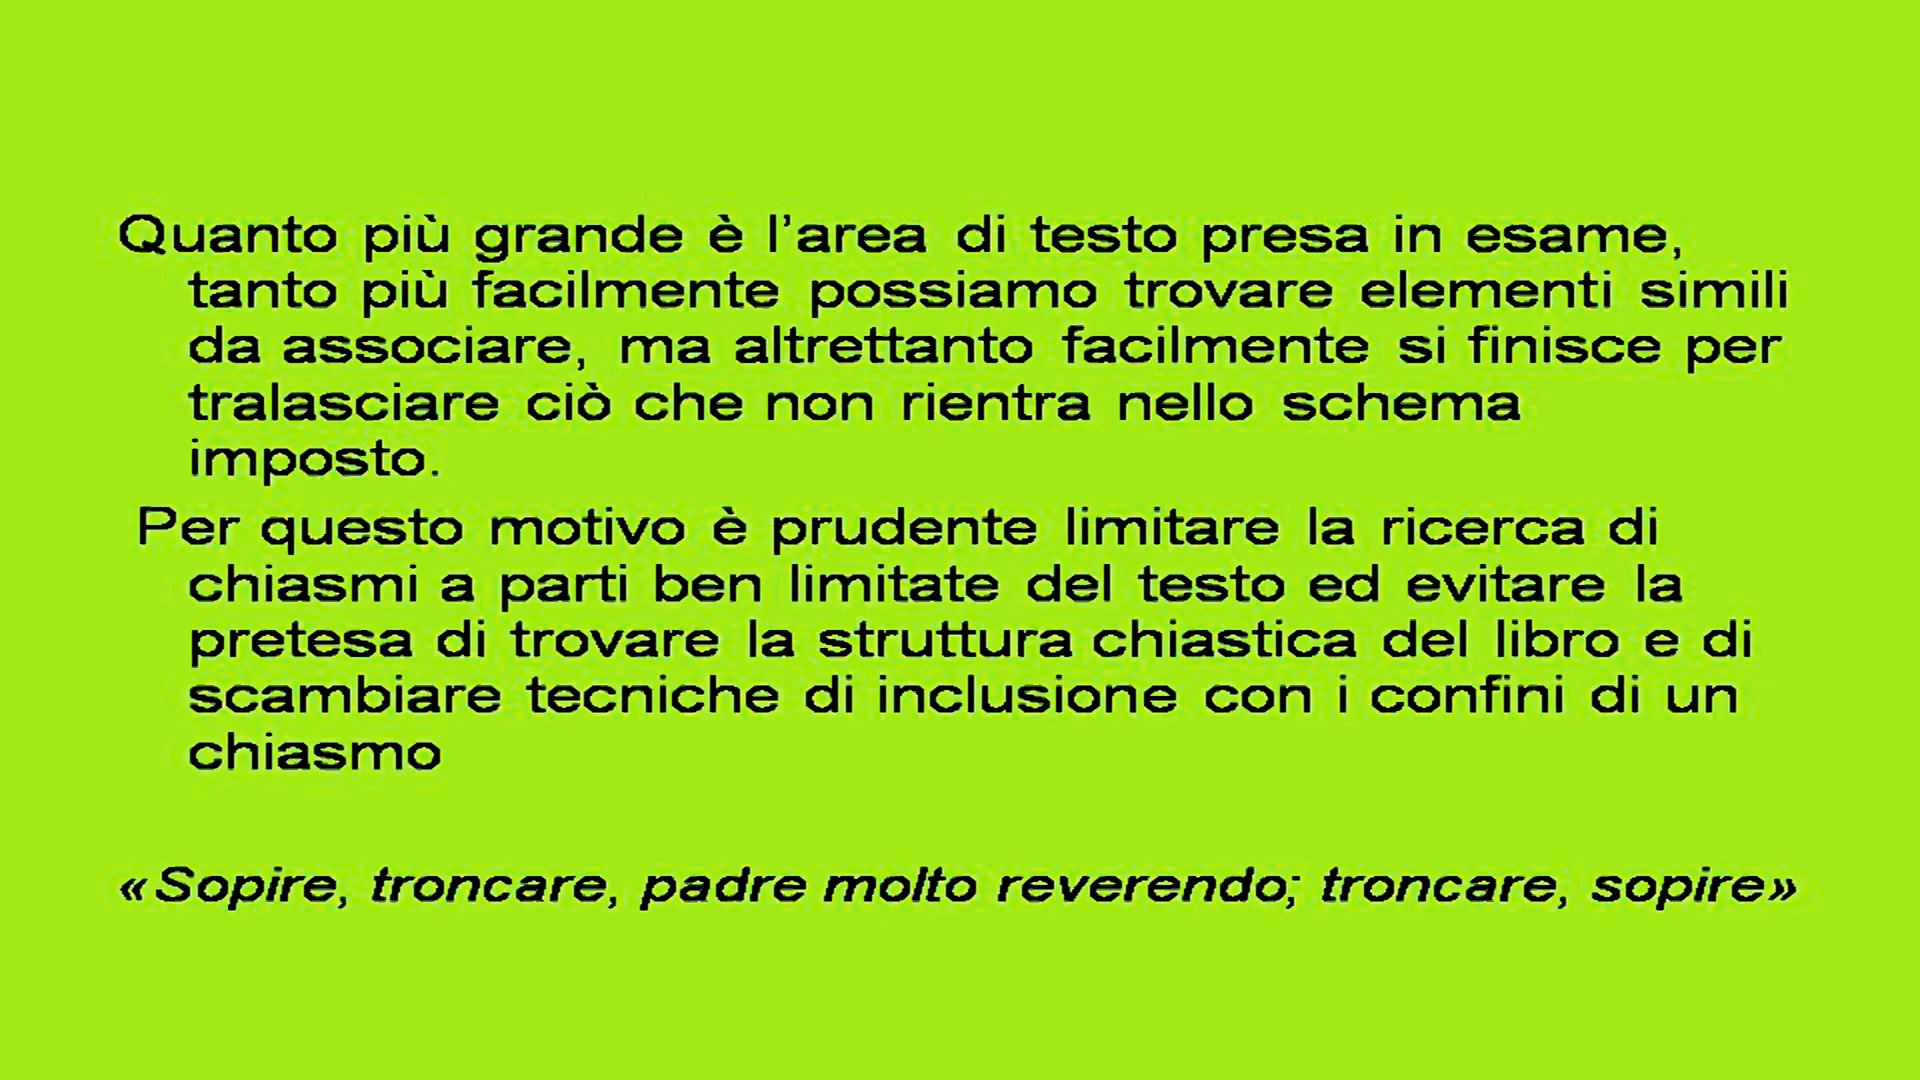 Quanto più grande è l’area di testo presa in esame,
tanto più facilmente possiamo trovare elementi simili
da associare, ma altrettanto facilmente si finisce per
tralasciare ciò che non rientra nello schema
imposto.
Per questo motivo è prudente limitare la ricerca di
chiasmi a parti ben limitate del testo ed evitare la
pretesa di trovare la struttura chiastica del libro e di
scambiare tecniche di inclusione con i confini di un
chiasmo
«Sopire, troncare, padre molto reverendo; troncare, sopire»